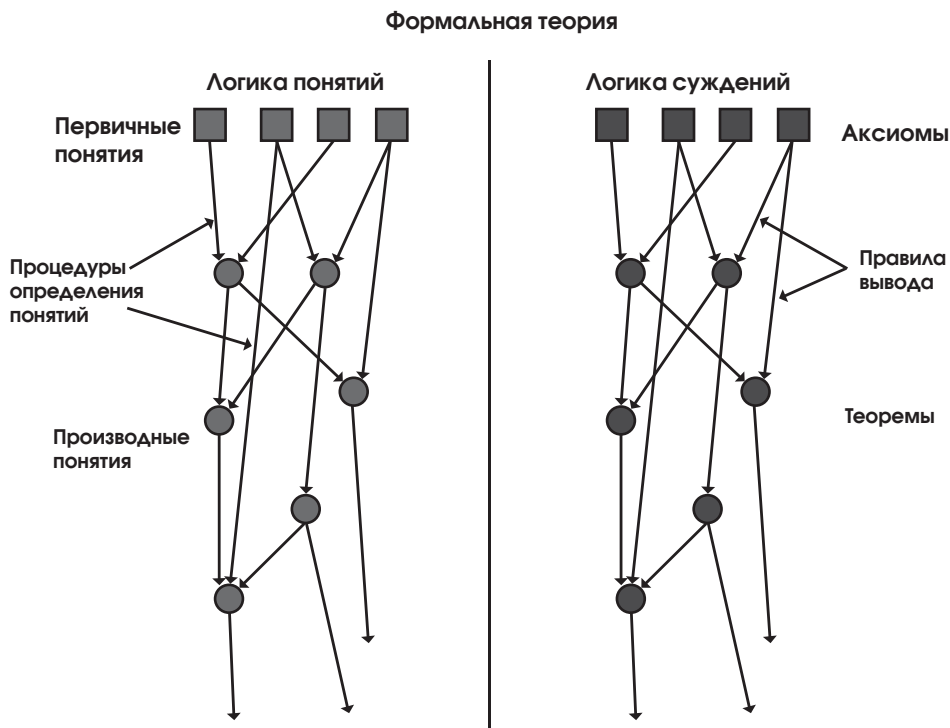 Формальная теория
Логика понятий
Логика суждений
Первичные
понятия
Аксиомы
Процедуры
определения
понятий
Правила
вывода
Производные
понятия
Теоремы